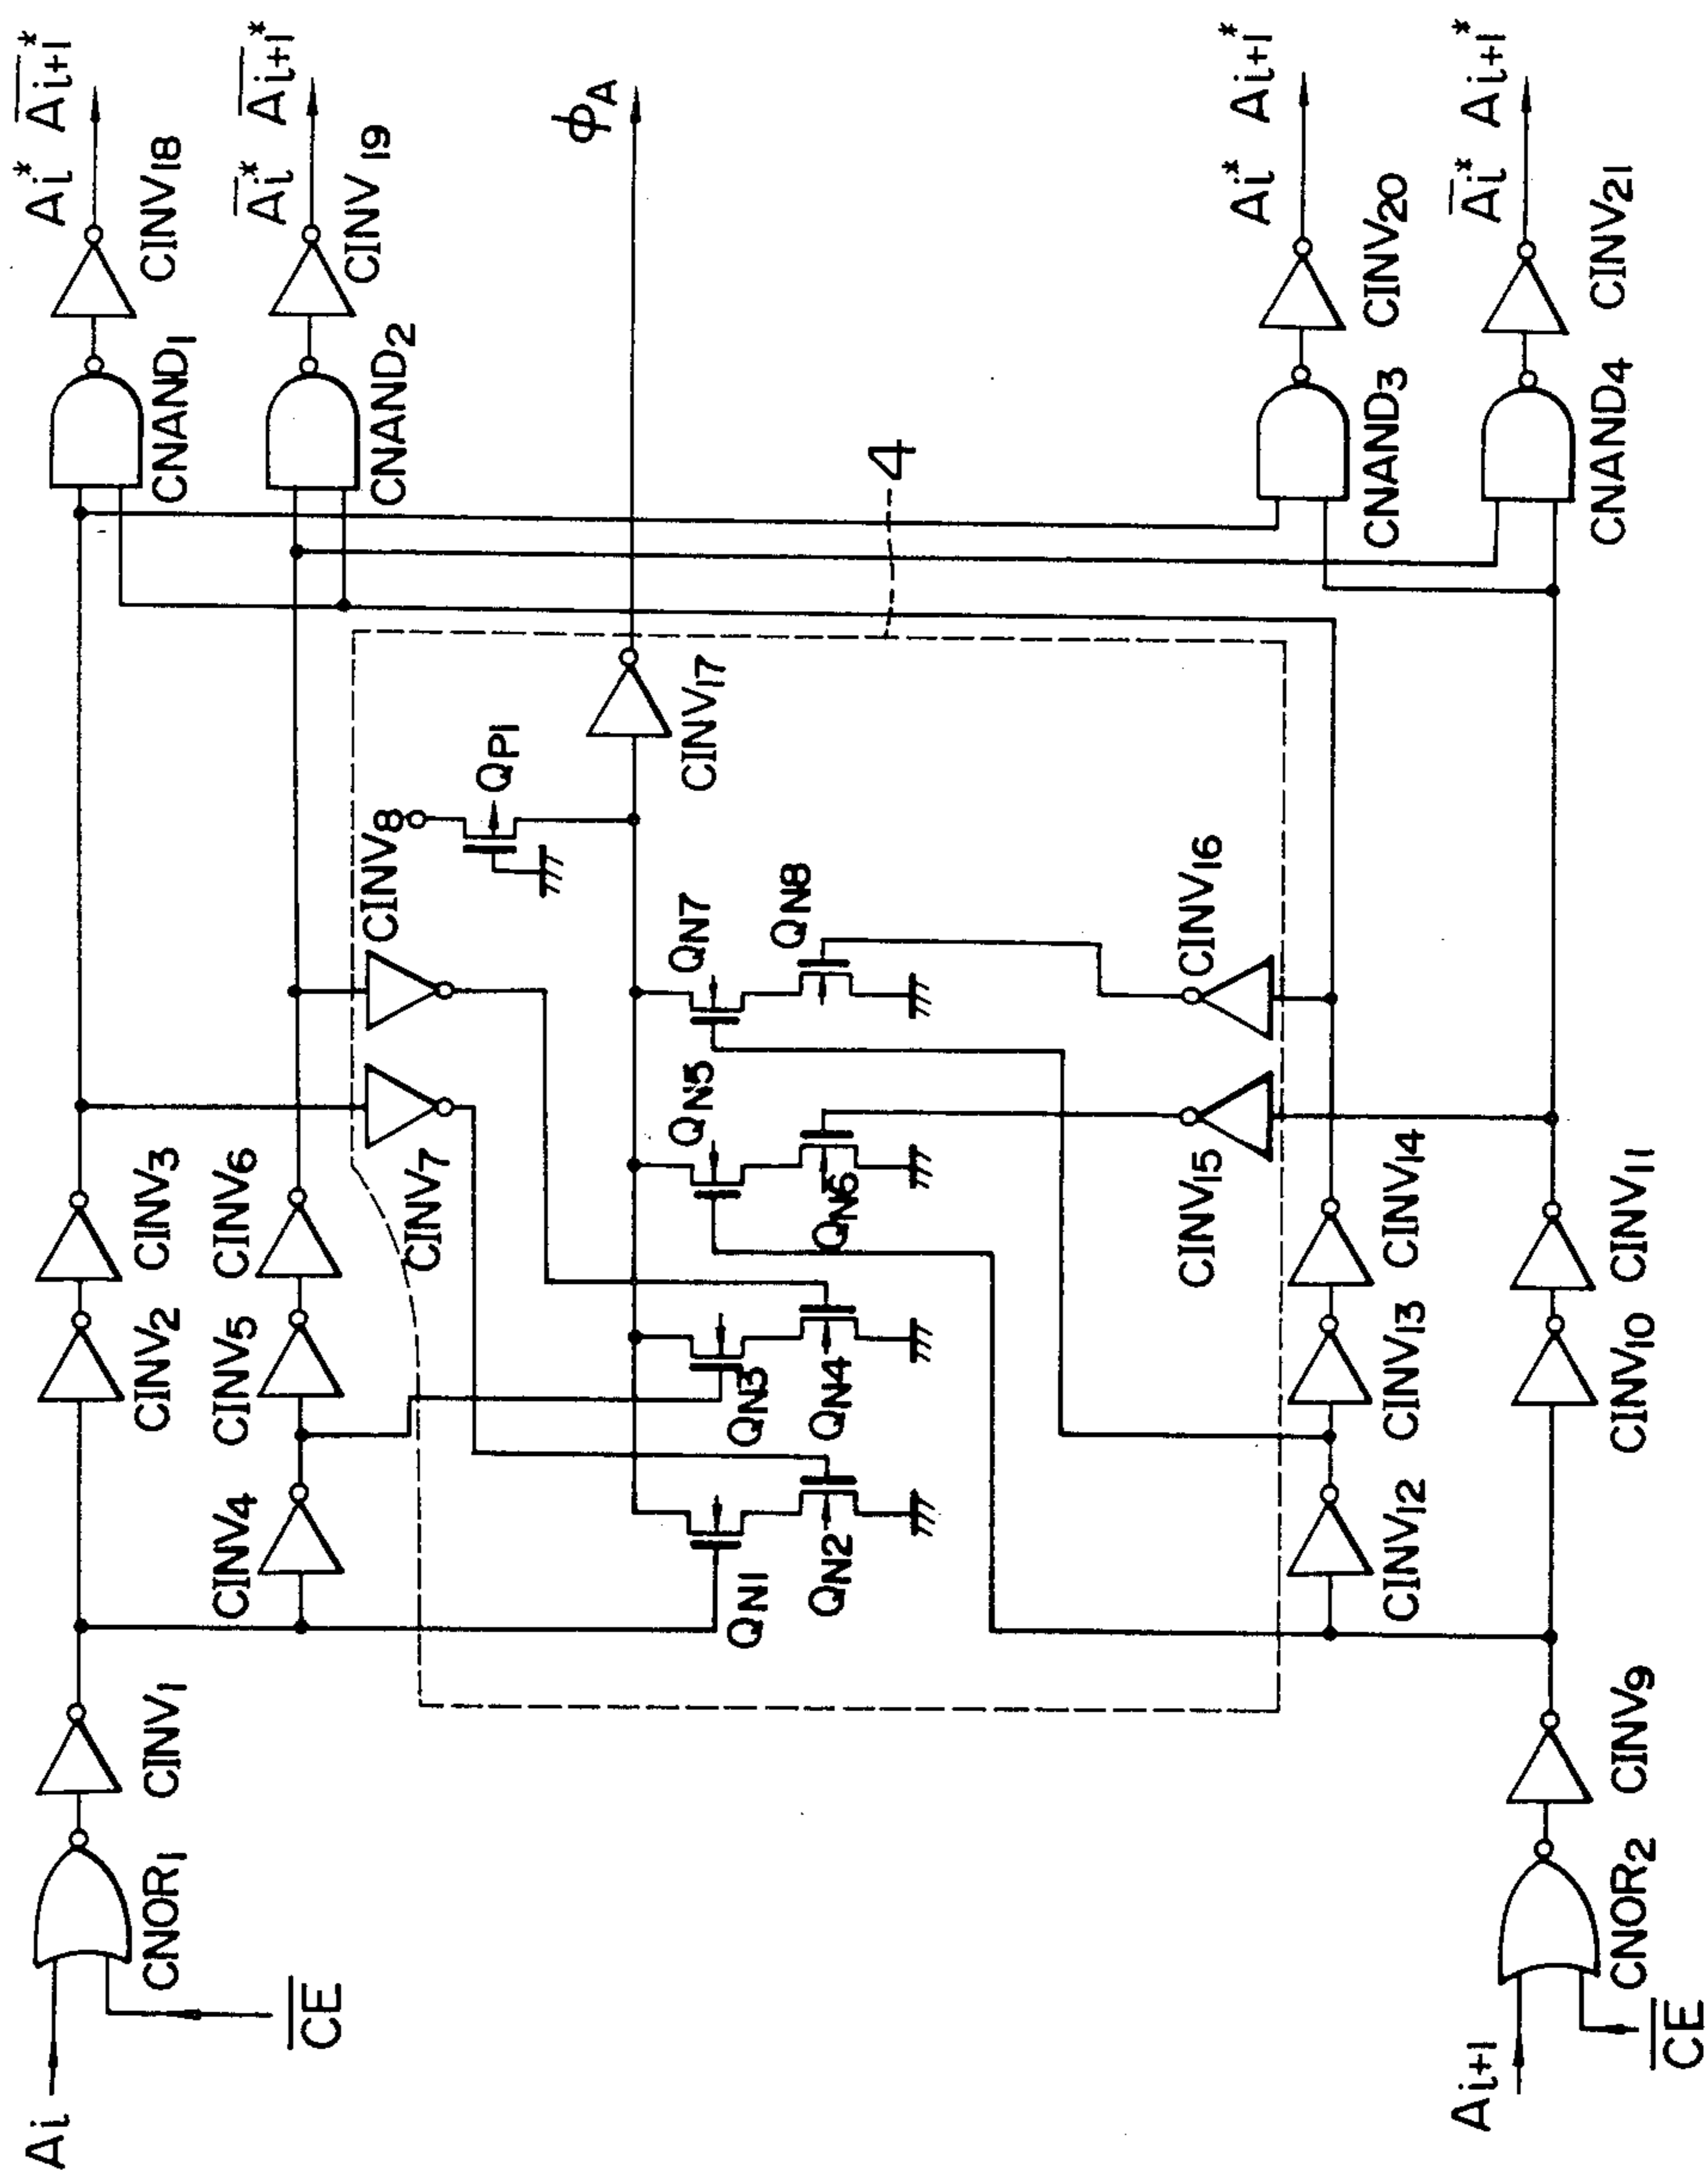 Ai
CE
CNOR1
CINV1
CINV2
CINV3
CINV4
CINV5
CINV6
CINV7
CINV8
QP1
QN1
QN2
QN3
QN4
QN5
QN6
QN7
QN8
CINV17
ϕA
4
CINV15
CINV16
CINV12
CINV13
CINV14
CINV9
CINV10
CINV11
Ai+1
CE
CNOR2
CNAND1
CINV18
Ai* Ai+1*
CNAND2
CINV19
Ai* Ai+1*
CNAND3
CINV20
Ai* Ai+1*
CNAND4
CINV21
Ai* Ai+1*